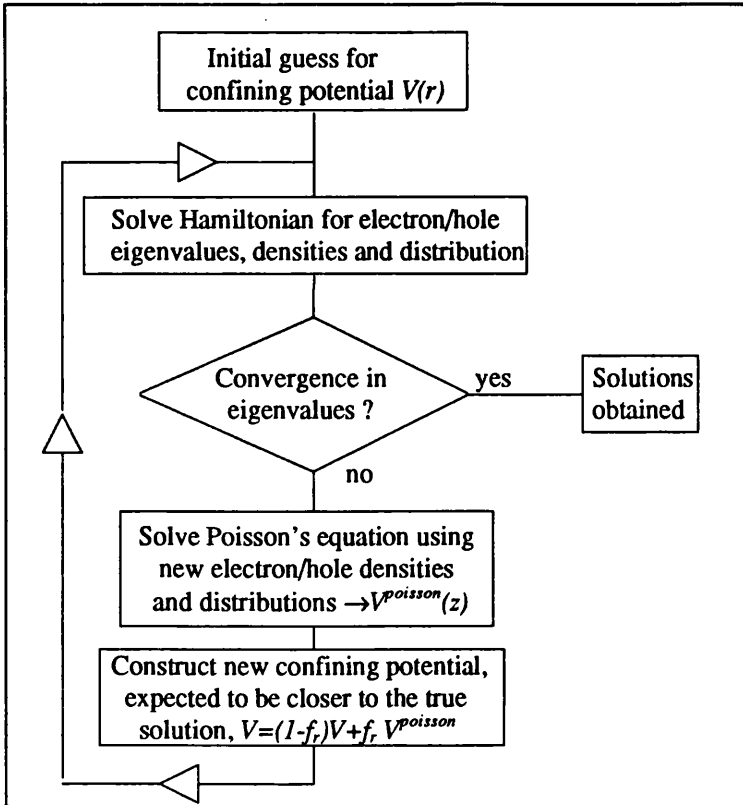 Initial guess for
confining potential V(r)
Solve Hamiltonian for electron/hole
eigenvalues, densities and distribution
Convergence in
eigenvalues ?
yes
Solutions
obtained
no
Solve Poisson's equation using
new electron/hole densities
and distributions →V^{poisson}(z)
Construct new confining potential,
expected to be closer to the true
solution, V=(1-f_r)V+f_r V^{poisson}